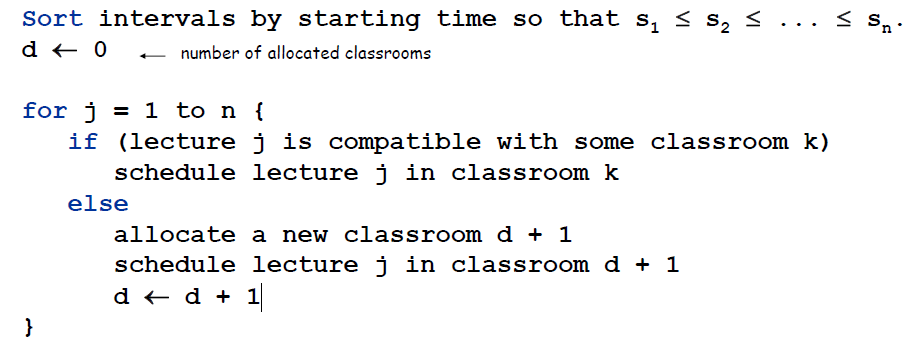 Sort intervals by starting time so that s₁ ≤ s₂ ≤ ... ≤ sₙ.
d ← 0 ← number of allocated classrooms
for j = 1 to n {
if (lecture j is compatible with some classroom k)
schedule lecture j in classroom k
else
allocate a new classroom d + 1
schedule lecture j in classroom d + 1
d ← d + 1
}